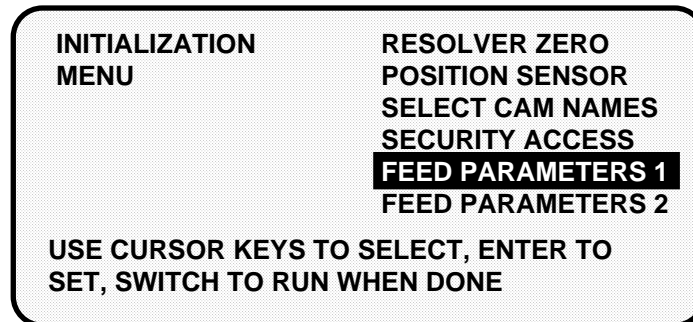 INITIALIZATION RESOLVER ZERO
MENU POSITION SENSOR
SELECT CAM NAMES
SECURITY ACCESS
FEED PARAMETERS 1
FEED PARAMETERS 2
USE CURSOR KEYS TO SELECT, ENTER TO
SET, SWITCH TO RUN WHEN DONE